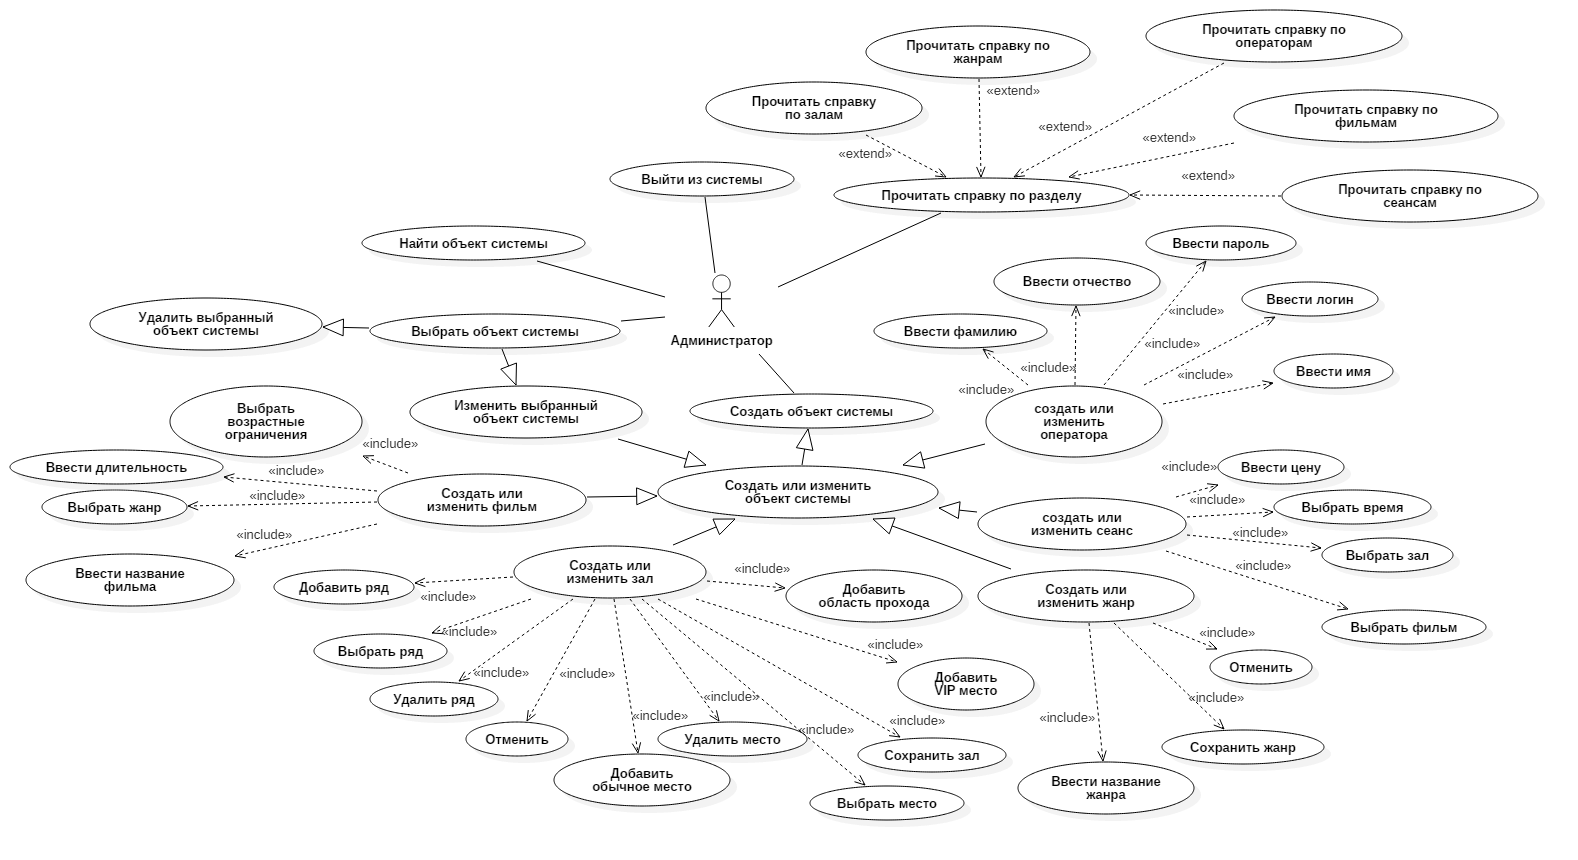 Прочитать справку по
операторам
Прочитать справку по
жанрам
«extend»
Прочитать справку
по залам
Прочитать справку по
фильмам
«extend»
«extend»
«extend»
Выйти из системы
«extend»
Прочитать справку по разделу
Прочитать справку по
сеансам
Найти объект системы
Ввести пароль
Ввести отчество
Ввести логин
«include»
Удалить выбранный
объект системы
Выбрать объект системы
Администратор
Ввести фамилию
«include»
«include»
«include»
Ввести имя
«include»
Выбрать
возрастные
ограничения
Изменить выбранный
объект системы
Создать объект системы
создать или
изменить
оператора
«include»
Ввести длительность
«include»
«include»
Выбрать жанр
Создать или
изменить фильм
Создать или изменить
объект системы
«include»
Ввести цену
«include»
Выбрать время
создать или
изменить сеанс
«include»
Выбрать зал
«include»
Ввести название
фильма
«include»
Выбрать фильм
Создать или
изменить зал
«include»
Добавить ряд
«include»
Добавить
область прохода
Создать или
изменить жанр
«include»
Выбрать ряд
«include»
«include»
Отменить
«include»
«include»
Удалить ряд
Добавить
VIP место
«include»
«include»
«include»
«include»
«include»
«include»
Отменить
Удалить место
Сохранить зал
Сохранить жанр
Добавить
обычное место
Выбрать место
Ввести название
жанра